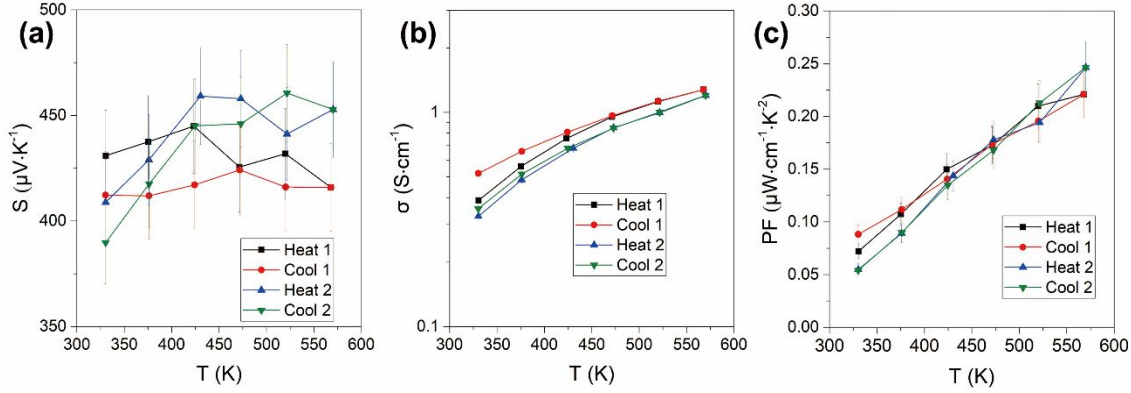 (a)
500
450
400
350
S (µV·K⁻¹)
300 350 400 450 500 550 600
T (K)
Heat 1
Cool 1
Heat 2
Cool 2
(b)
1
0.1
σ (S·cm⁻¹)
300 350 400 450 500 550 600
T (K)
Heat 1
Cool 1
Heat 2
Cool 2
(c)
0.30
0.25
0.20
0.15
0.10
0.05
0.00
PF (µW·cm⁻¹·K⁻²)
300 350 400 450 500 550 600
T (K)
Heat 1
Cool 1
Heat 2
Cool 2